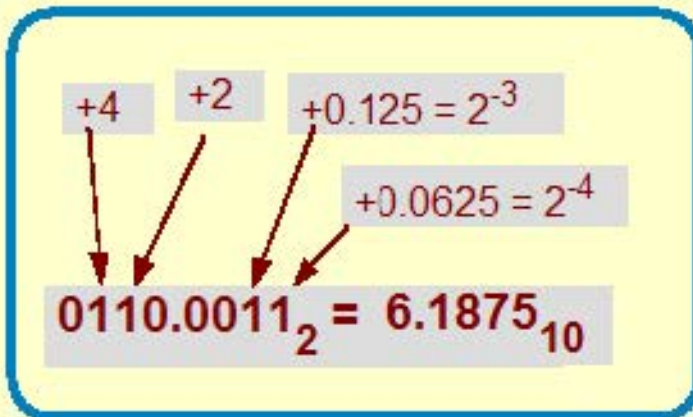 +4 +2 +0.125 = 2⁻³
+0.0625 = 2⁻⁴
0110.0011₂ = 6.1875₁₀